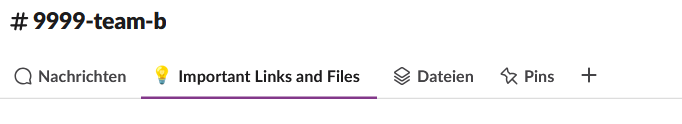 # 9999-team-b
Nachrichten 💡 Important Links and Files Dateien Pins +